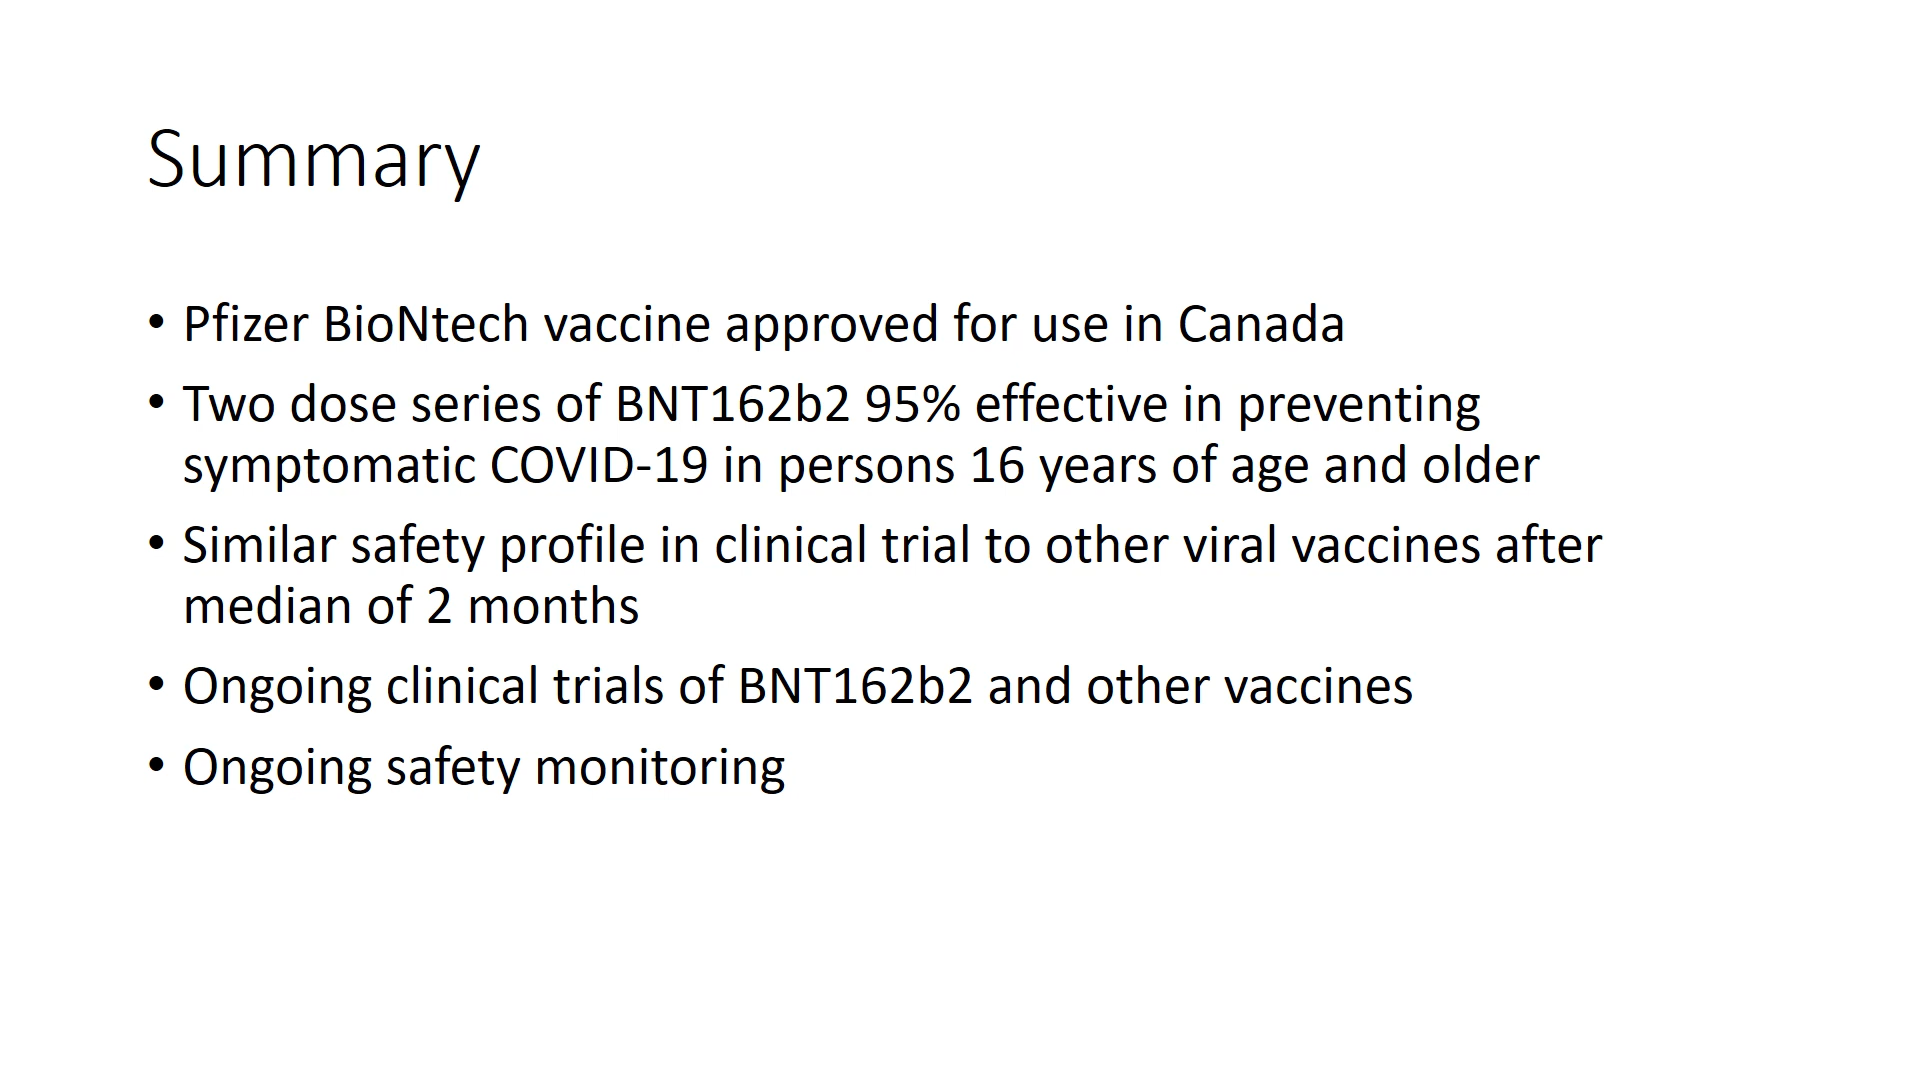 Summary
• Pfizer BioNtech vaccine approved for use in Canada
• Two dose series of BNT162b2 95% effective in preventing
symptomatic COVID-19 in persons 16 years of age and older
• Similar safety profile in clinical trial to other viral vaccines after
median of 2 months
• Ongoing clinical trials of BNT162b2 and other vaccines
• Ongoing safety monitoring